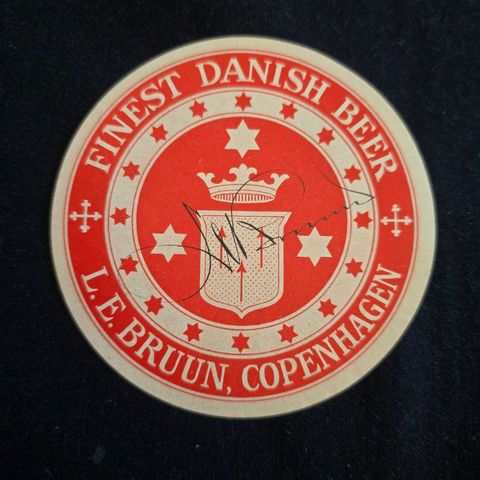 FINEST DANISH BEER
L. E. BRUUN, COPENHAGEN